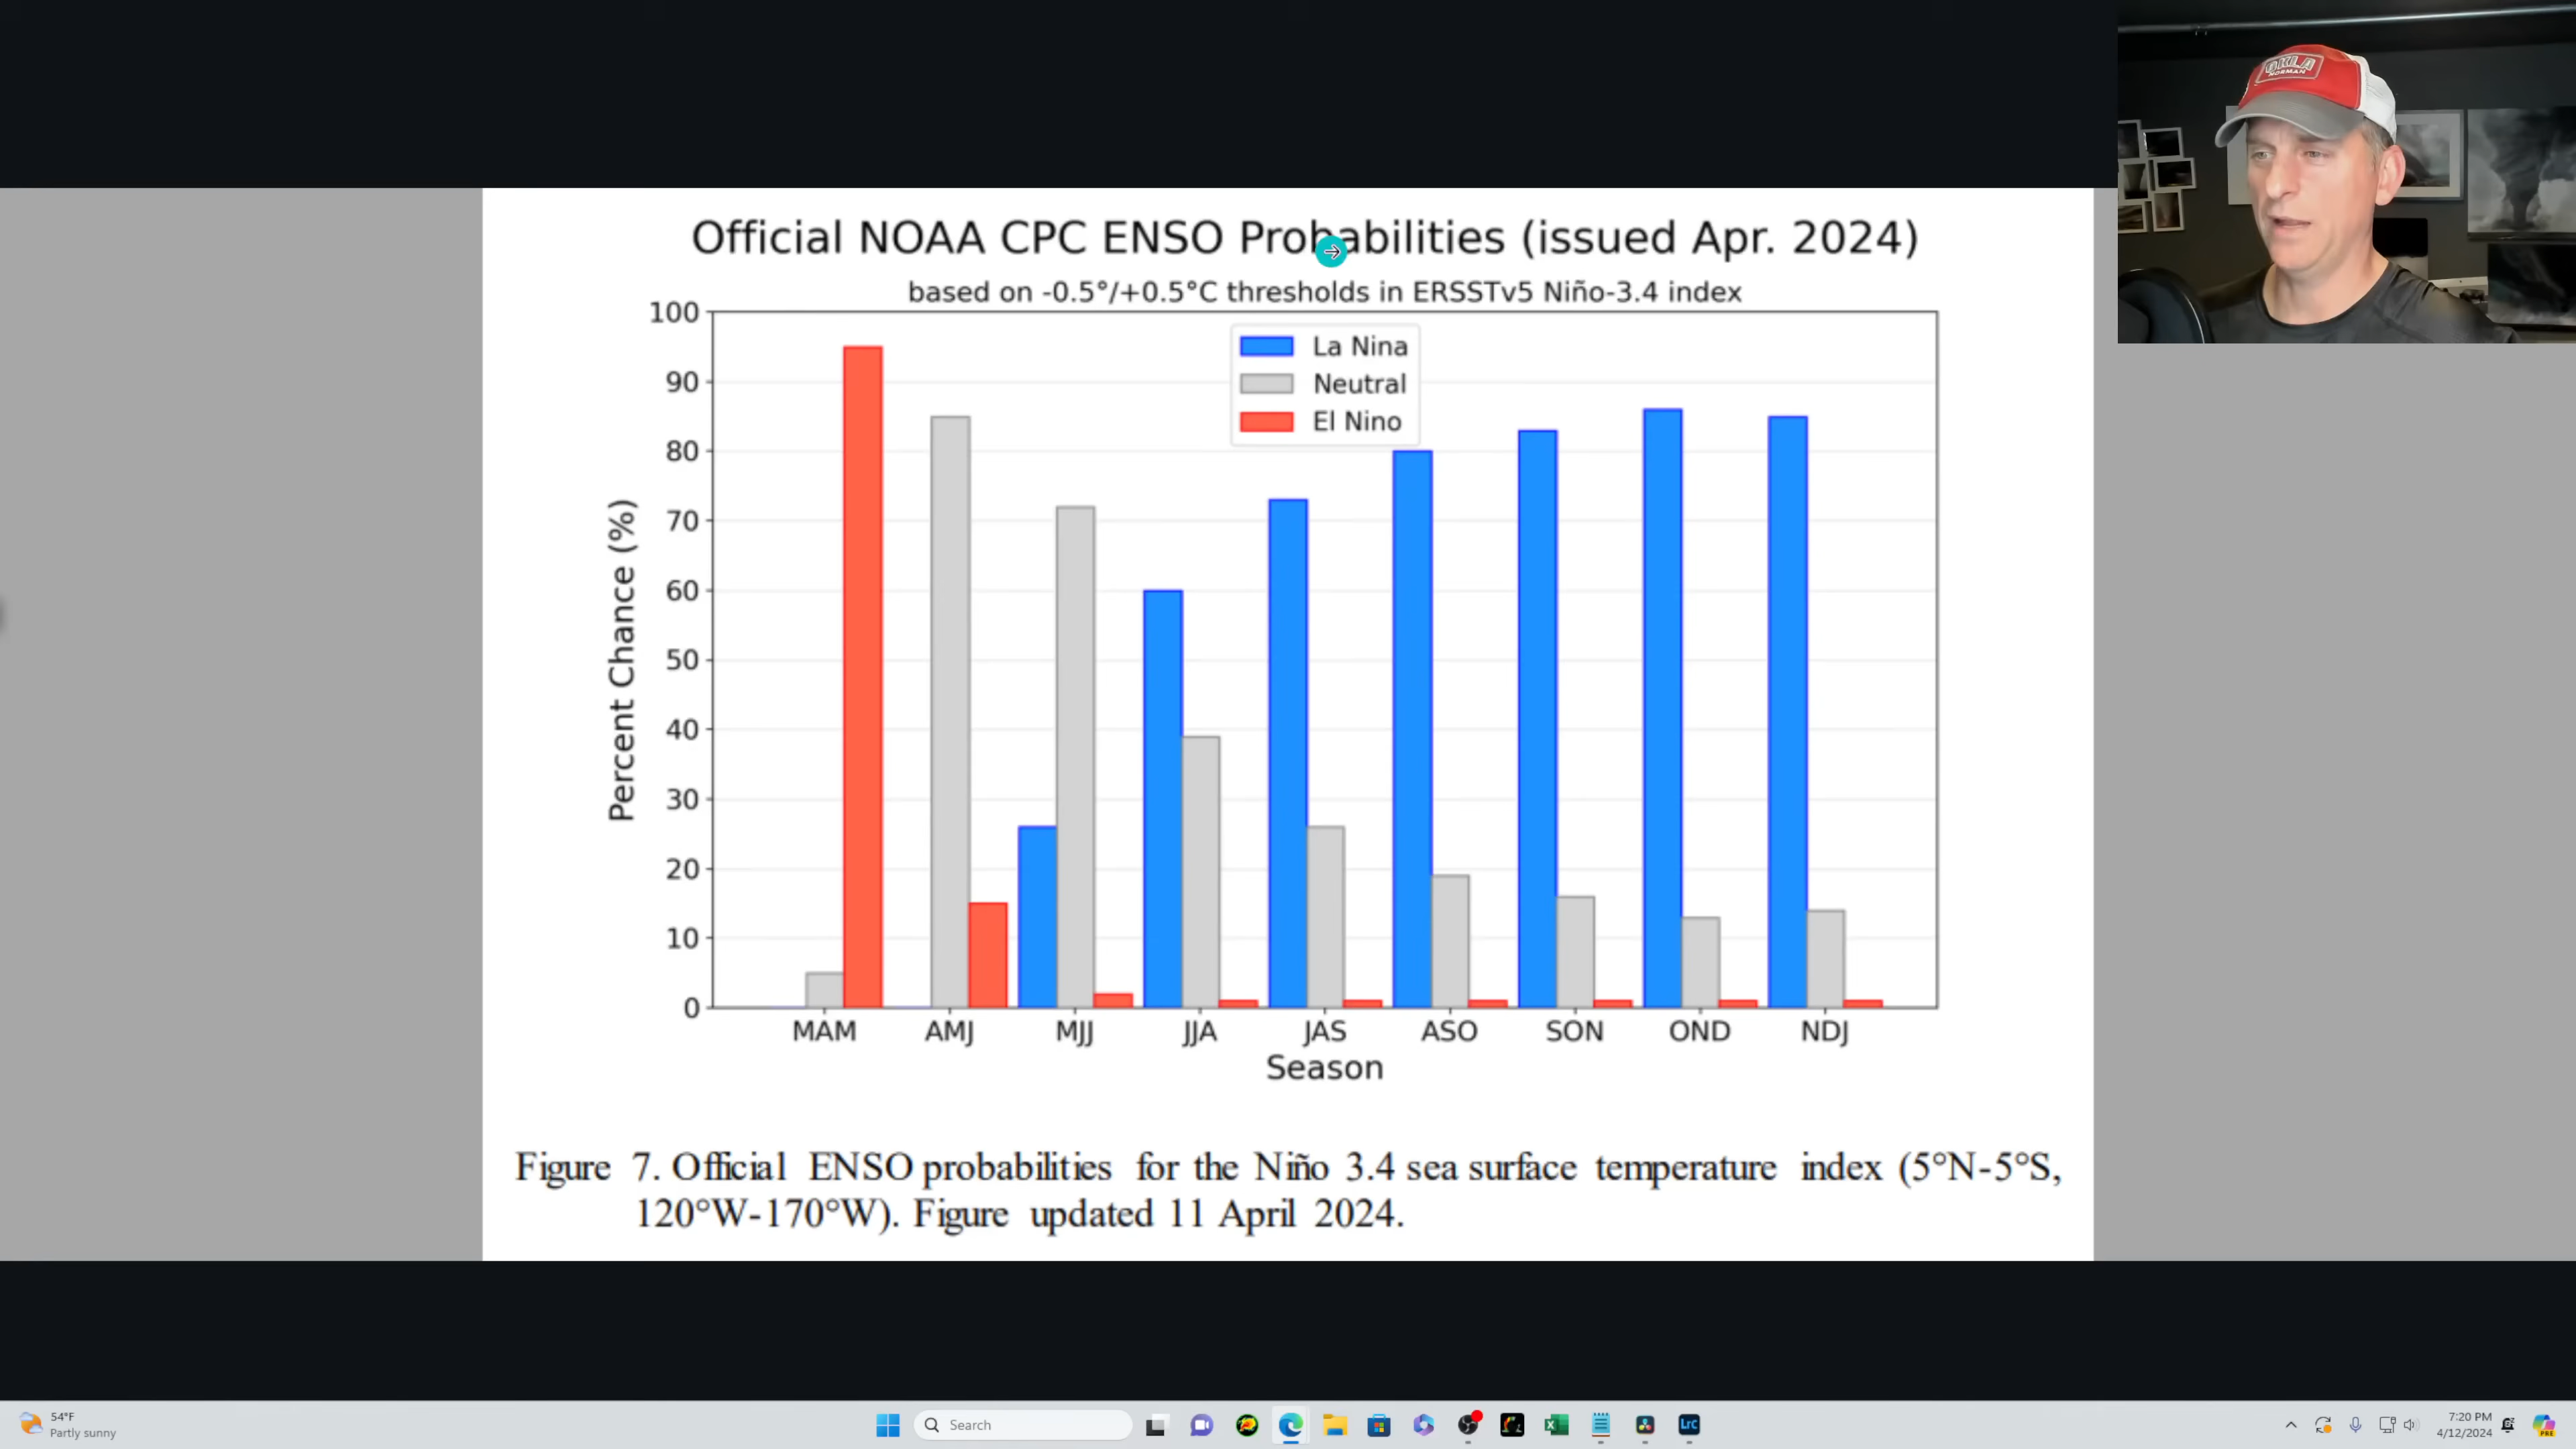 OKLA
NORMAN
Official NOAA CPC ENSO Probabilities (issued Apr. 2024)
based on -0.5°/+0.5°C thresholds in ERSSTv5 Niño-3.4 index
La Nina
Neutral
El Nino
Percent Chance (%)
100
90
80
70
60
50
40
30
20
10
0
MAM AMJ MJJ JJA JAS ASO SON OND NDJ
Season
Figure 7. Official ENSO probabilities for the Niño 3.4 sea surface temperature index (5°N-5°S,
120°W-170°W). Figure updated 11 April 2024.
54°F
Partly sunny
Search
LrC
PRE
7:20 PM
4/12/2024